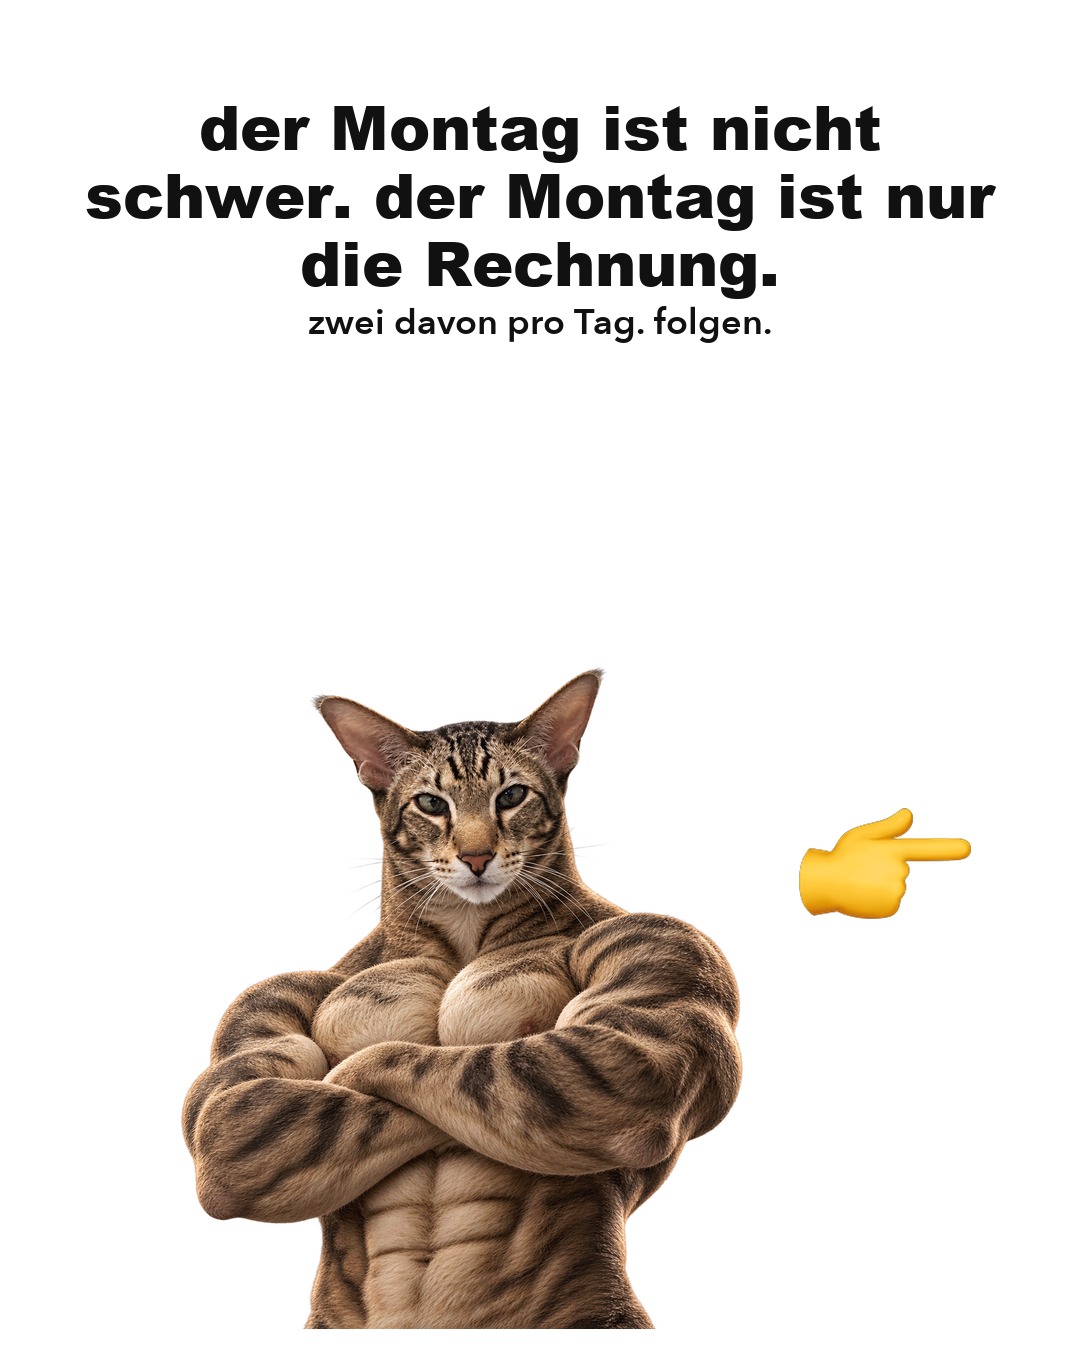 der Montag ist nicht
schwer. der Montag ist nur
die Rechnung.
zwei davon pro Tag. folgen.